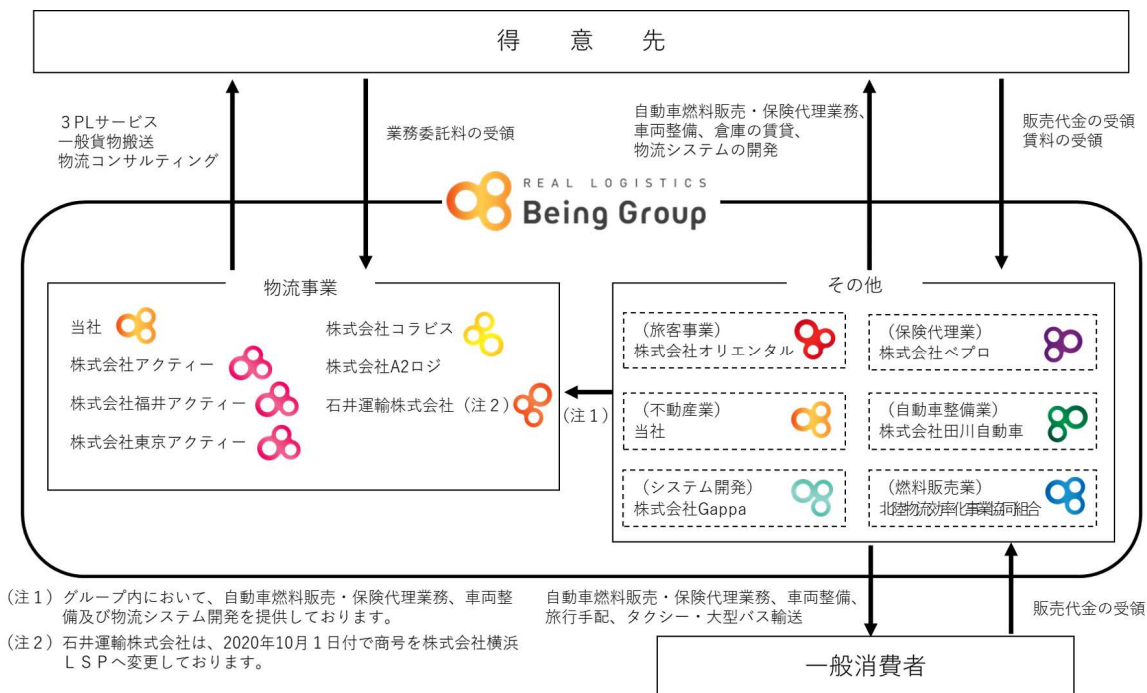 得 意 先
３PLサービス
一般貨物搬送
物流コンサルティング
業務委託料の受領
自動車燃料販売・保険代理業務、
車両整備、倉庫の賃貸、
物流システムの開発
販売代金の受領
賃料の受領
REAL LOGISTICS
Being Group
物流事業
当社
株式会社アクティー
株式会社福井アクティー
株式会社東京アクティー
株式会社コラビス
株式会社A2ロジ
石井運輸株式会社（注２）
（注１）
その他
（旅客事業）
株式会社オリエンタル
（保険代理業）
株式会社ベプロ
（不動産業）
当社
（自動車整備業）
株式会社田川自動車
（システム開発）
株式会社Gappa
（燃料販売業）
北陸物流効率化事業協同組合
（注１）グループ内において、自動車燃料販売・保険代理業務、車両整
備及び物流システム開発を提供しております。
（注２）石井運輸株式会社は、2020年10月１日付で商号を株式会社横浜
ＬＳＰへ変更しております。
自動車燃料販売・保険代理業務、車両整備、
旅行手配、タクシー・大型バス輸送
販売代金の受領
一般消費者